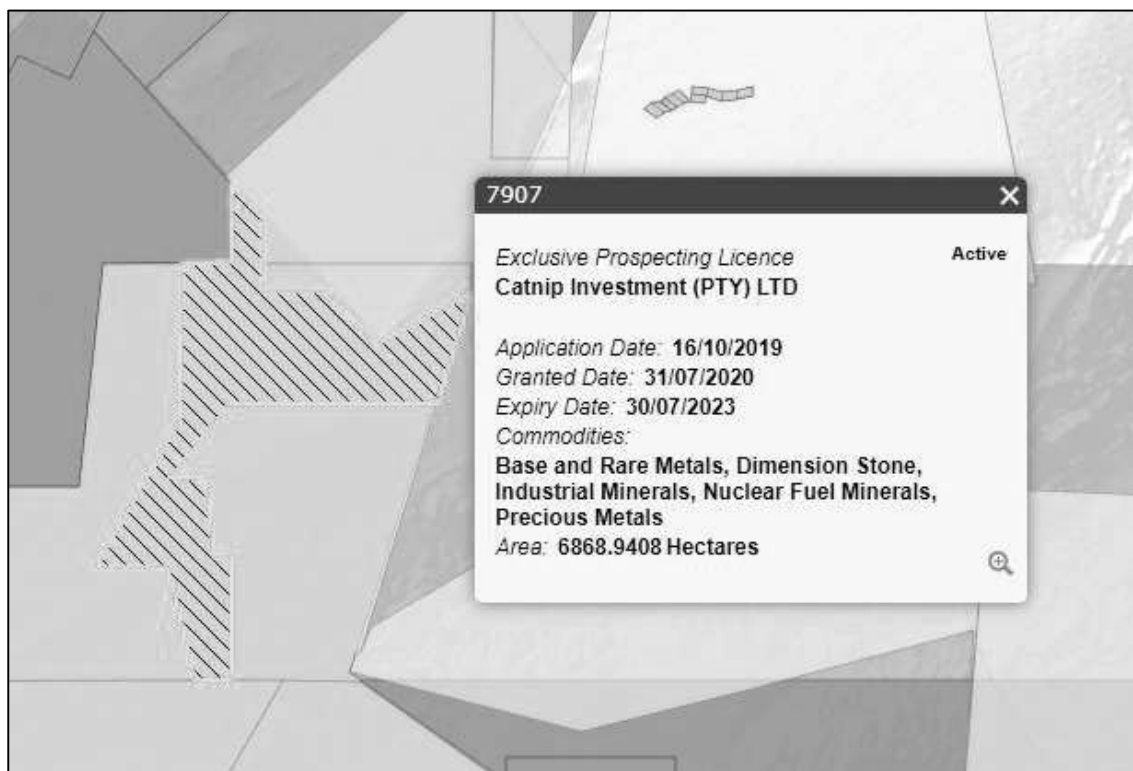 7907
Exclusive Prospecting Licence Active
Catnip Investment (PTY) LTD
Application Date: 16/10/2019
Granted Date: 31/07/2020
Expiry Date: 30/07/2023
Commodities:
Base and Rare Metals, Dimension Stone,
Industrial Minerals, Nuclear Fuel Minerals,
Precious Metals
Area: 6868.9408 Hectares